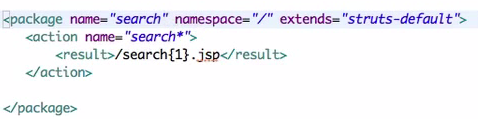 <package name="search" namespace="/" extends="struts-default">
<action name="search*">
<result>/search{1}.jsp</result>
</action>
</package>